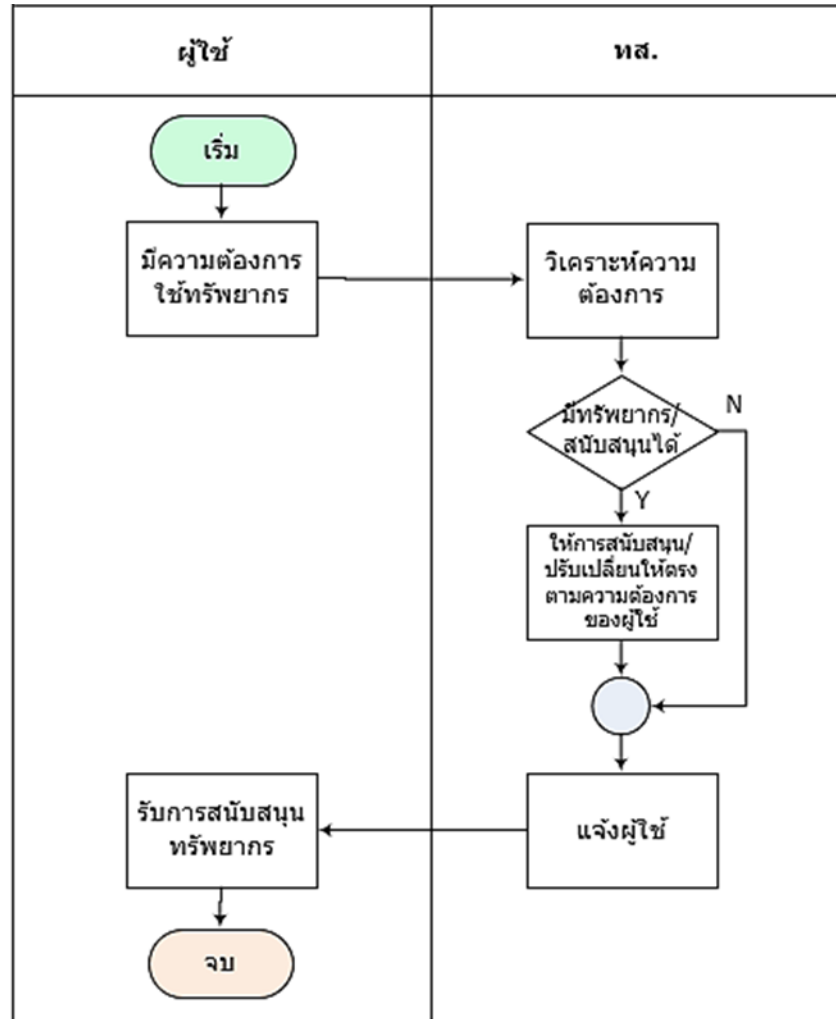 ผู้ใช้
ทส.
เริ่ม
มีความต้องการ
ใช้ทรัพยากร
วิเคราะห์ความ
ต้องการ
มีทรัพยากร/
สนับสนุนได้
N
Y
ให้การสนับสนุน/
ปรับเปลี่ยนให้ตรง
ตามความต้องการ
ของผู้ใช้
แจ้งผู้ใช้
รับการสนับสนุน
ทรัพยากร
จบ